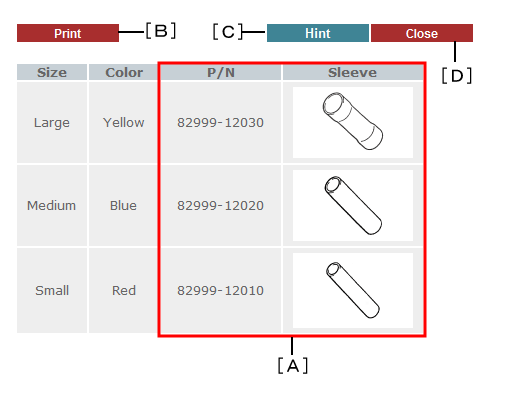 Print [B] [C] Hint Close
[D]
Size Color P/N Sleeve
Large Yellow 82999-12030
Medium Blue 82999-12020
Small Red 82999-12010
[A]